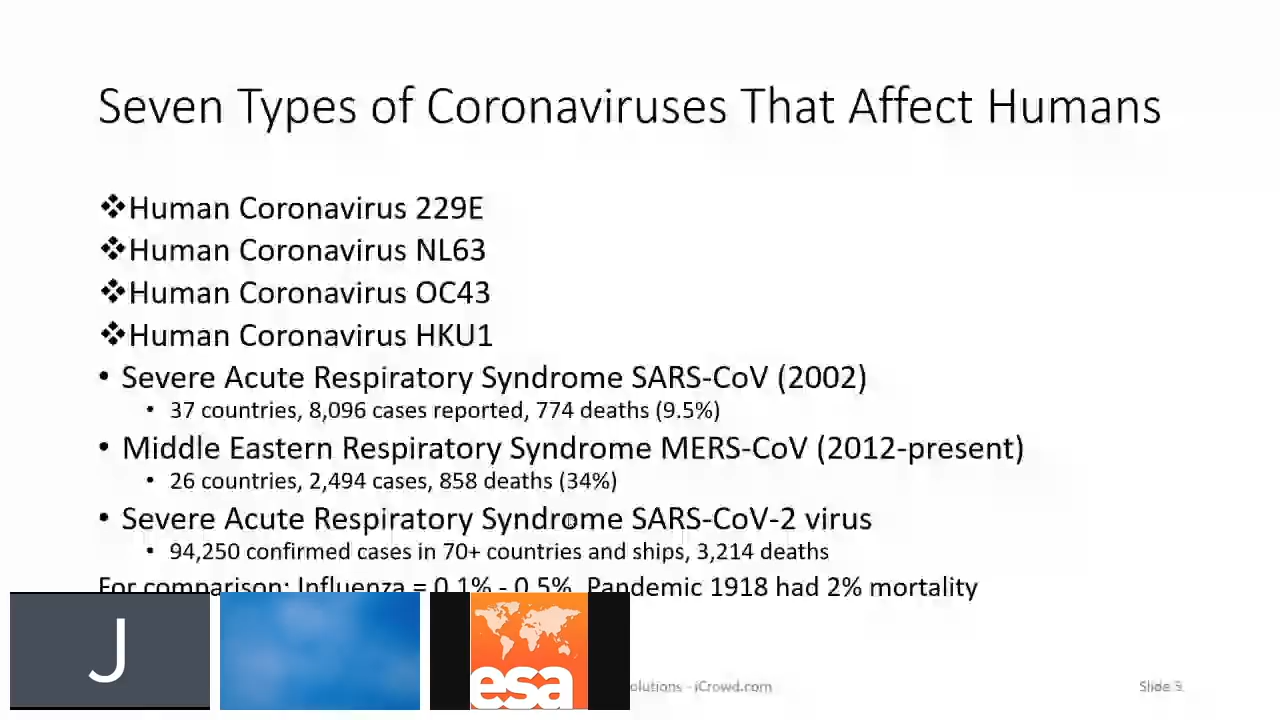 Seven Types of Coronaviruses That Affect Humans
❖Human Coronavirus 229E
❖Human Coronavirus NL63
❖Human Coronavirus OC43
❖Human Coronavirus HKU1
• Severe Acute Respiratory Syndrome SARS-CoV (2002)
• 37 countries, 8,096 cases reported, 774 deaths (9.5%)
• Middle Eastern Respiratory Syndrome MERS-CoV (2012-present)
• 26 countries, 2,494 cases, 858 deaths (34%)
• Severe Acute Respiratory Syndrome SARS-CoV-2 virus
• 94,250 confirmed cases in 70+ countries and ships, 3,214 deaths
For comparison: Influenza = 0.1% - 0.5%, Pandemic 1918 had 2% mortality
J
esa
olutions - iCrowd.com
Slide